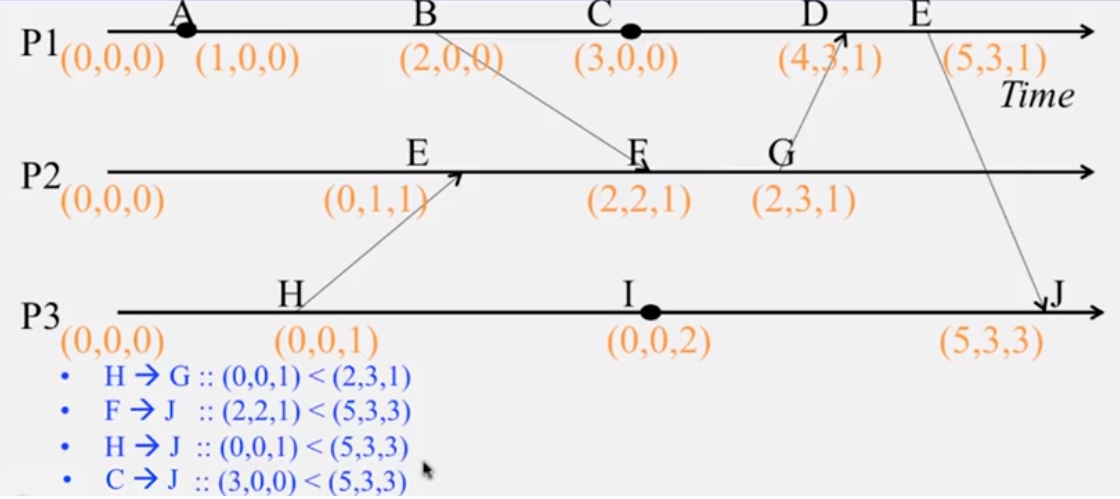 A B C D E
P1 (0,0,0) (1,0,0) (2,0,0) (3,0,0) (4,3,1) (5,3,1)
Time
E F G
P2 (0,0,0) (0,1,1) (2,2,1) (2,3,1)
H I J
P3 (0,0,0) (0,0,1) (0,0,2) (5,3,3)
• H → G :: (0,0,1) < (2,3,1)
• F → J :: (2,2,1) < (5,3,3)
• H → J :: (0,0,1) < (5,3,3)
• C → J :: (3,0,0) < (5,3,3)